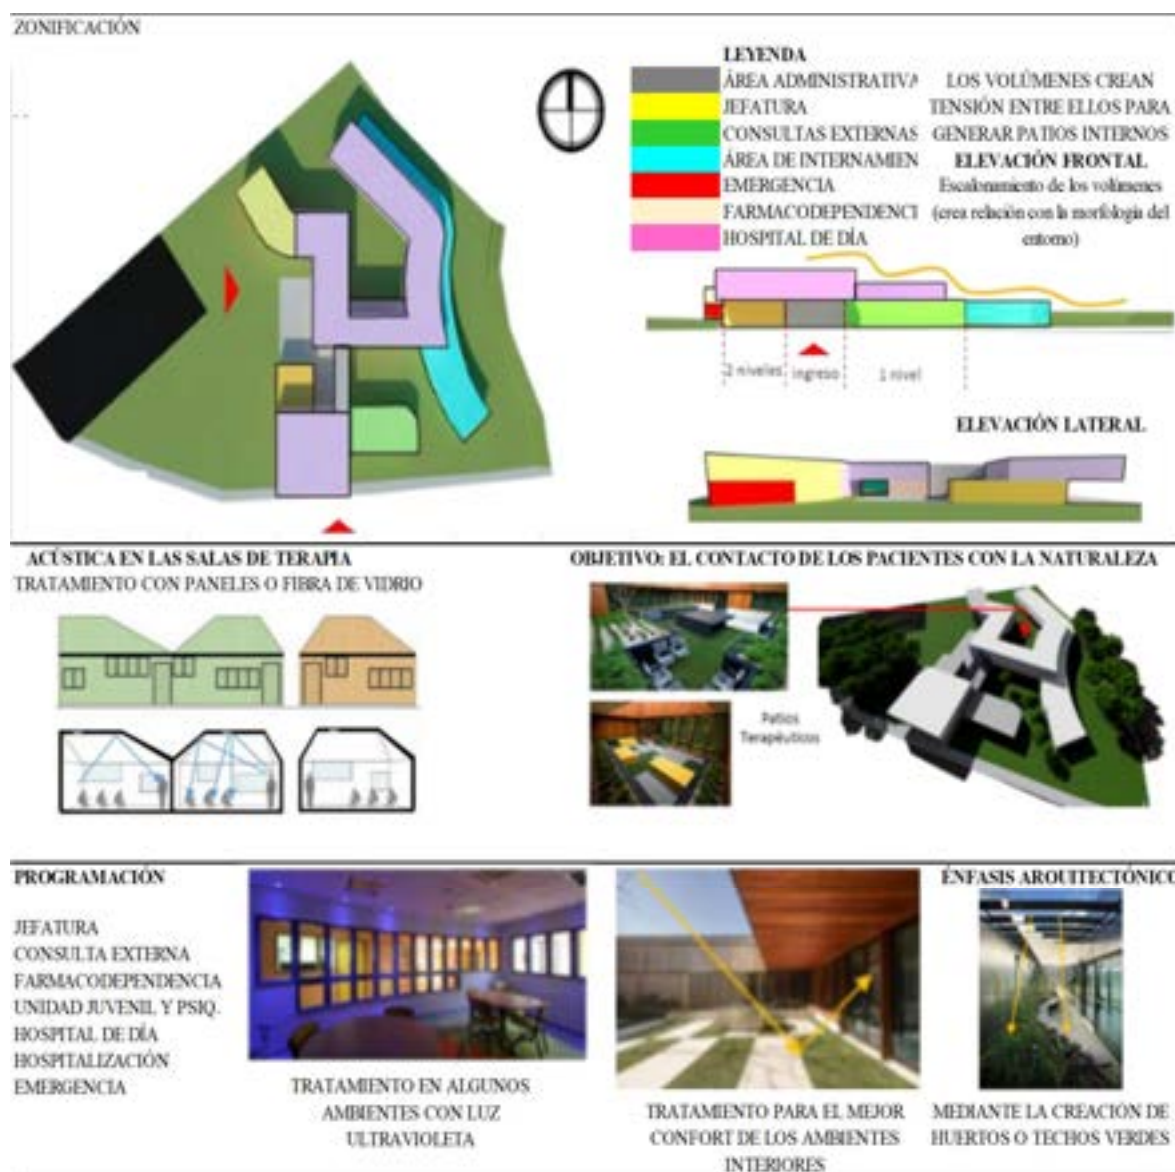 ZONIFICACIÓN
LEYENDA
ÁREA ADMINISTRATIVA
JEFATURA
CONSULTAS EXTERNAS
ÁREA DE INTERNAMIEN
EMERGENCIA
FARMACODEPENDENCI
HOSPITAL DE DÍA
LOS VOLÚMENES CREAN
TENSIÓN ENTRE ELLOS PARA
GENERAR PATIOS INTERNOS
ELEVACIÓN FRONTAL
Escalonamiento de los volúmenes
(crea relación con la morfología del
entorno)
2 niveles
ingreso
1 nivel
ELEVACIÓN LATERAL
ACÚSTICA EN LAS SALAS DE TERAPIA
TRATAMIENTO CON PANELES O FIBRA DE VIDRIO
OBJETIVO: EL CONTACTO DE LOS PACIENTES CON LA NATURALEZA
Patios
Terapéuticos
PROGRAMACIÓN
JEFATURA
CONSULTA EXTERNA
FARMACODEPENDENCIA
UNIDAD JUVENIL Y PSIQ.
HOSPITAL DE DÍA
HOSPITALIZACIÓN
EMERGENCIA
TRATAMIENTO EN ALGUNOS
AMBIENTES CON LUZ
ULTRAVIOLETA
TRATAMIENTO PARA EL MEJOR
CONFORT DE LOS AMBIENTES
INTERIORES
ÉNFASIS ARQUITECTÓNICO
MEDIANTE LA CREACIÓN DE
HUERTOS O TECHOS VERDES